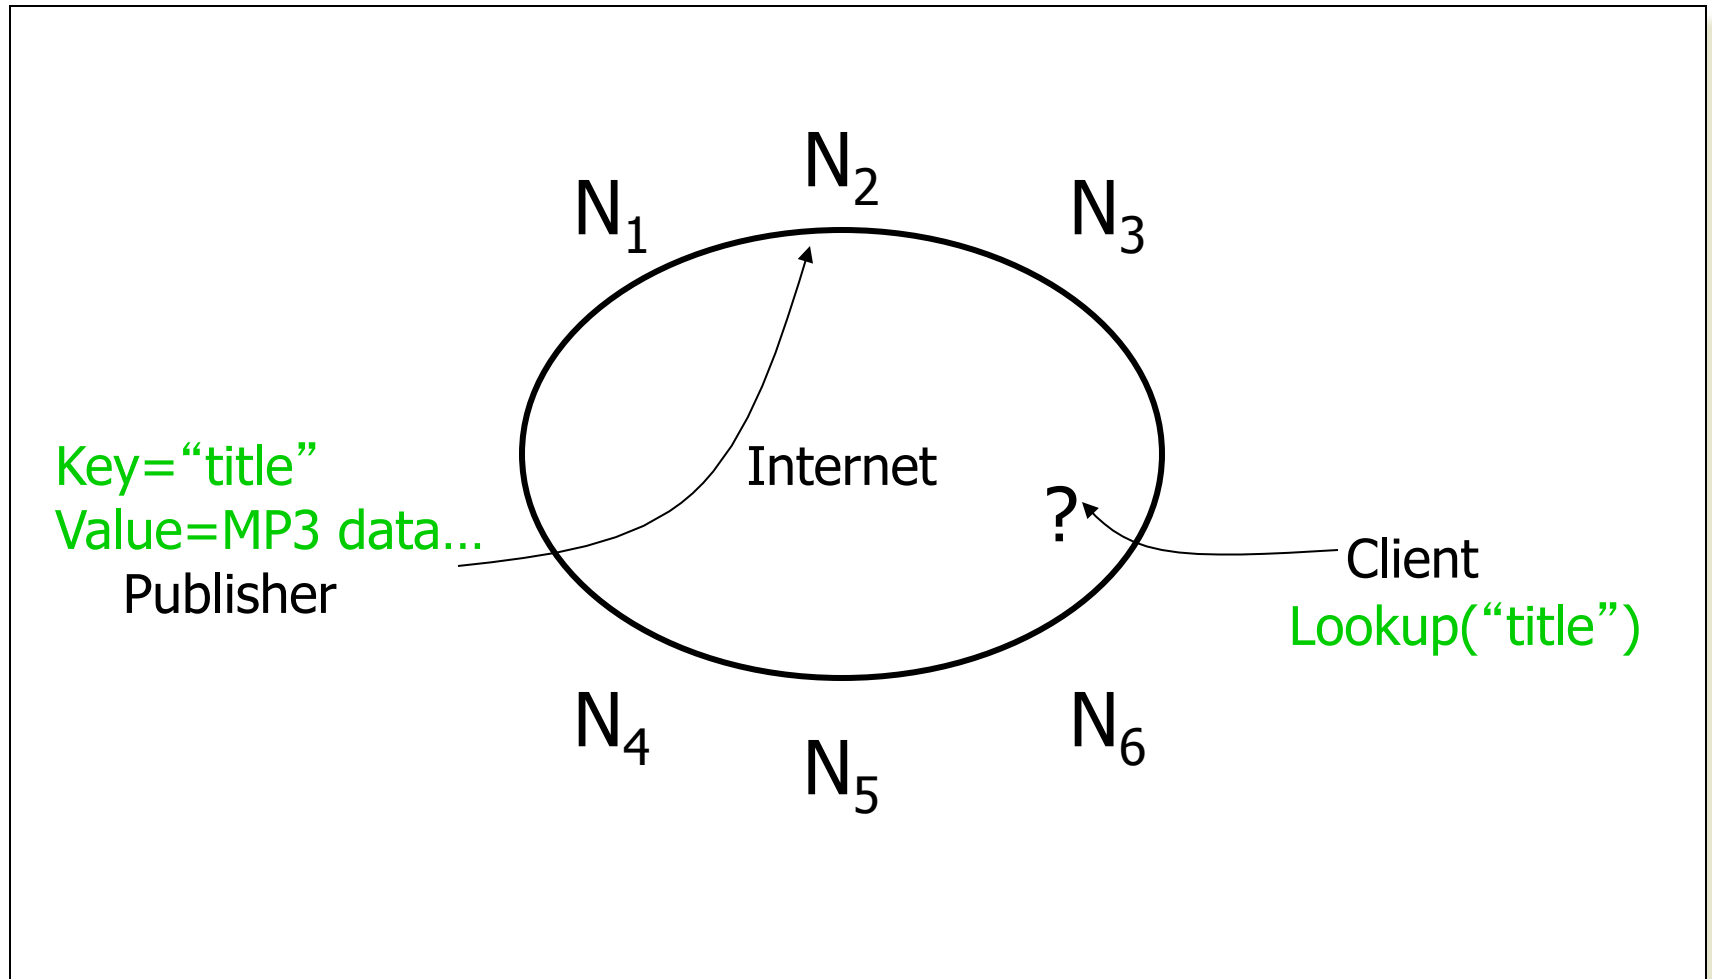 N2
N1
N3
Key=“title”
Internet
Value=MP3 data...
?
Client
Publisher
Lookup(“title”)
N4
N6
N5